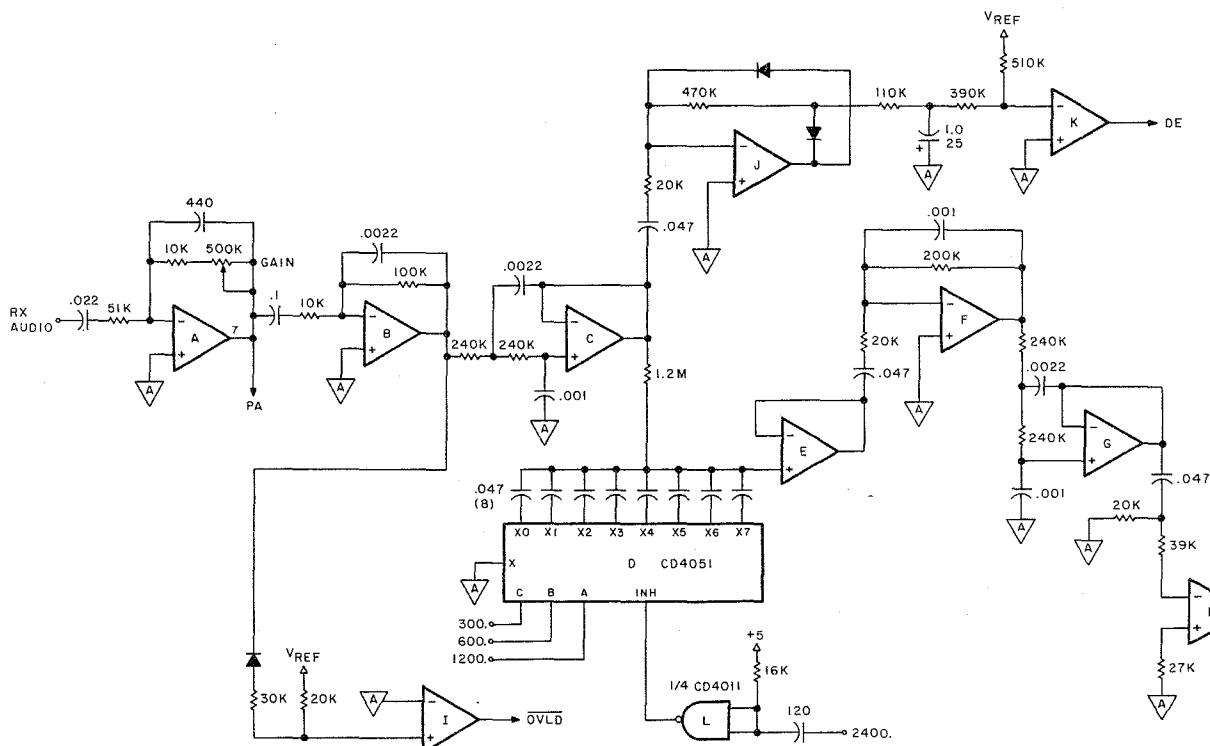 VREF
510K
470K
110K
390K
K
DE
1.0
25
+
A
A
J
20K
.047
A
440
10K
500K
GAIN
.0022
100K
.0022
.001
200K
RX
AUDIO
.022
51K
A
7
.1
10K
B
240K
240K
C
F
20K
240K
A
A
PA
.001
A
1.2M
.047
A
.0022
E
240K
G
.047
.047
(8)
.001
A
20K
A
39K
X0
X1
X2
X3
X4
X5
X6
X7
X
D CD4051
A
C
B
A
INH
300.
600.
1200.
27K
A
+5
16K
1/4 CD4011
L
120
2400.
VREF
30K
20K
A
I
OVLD